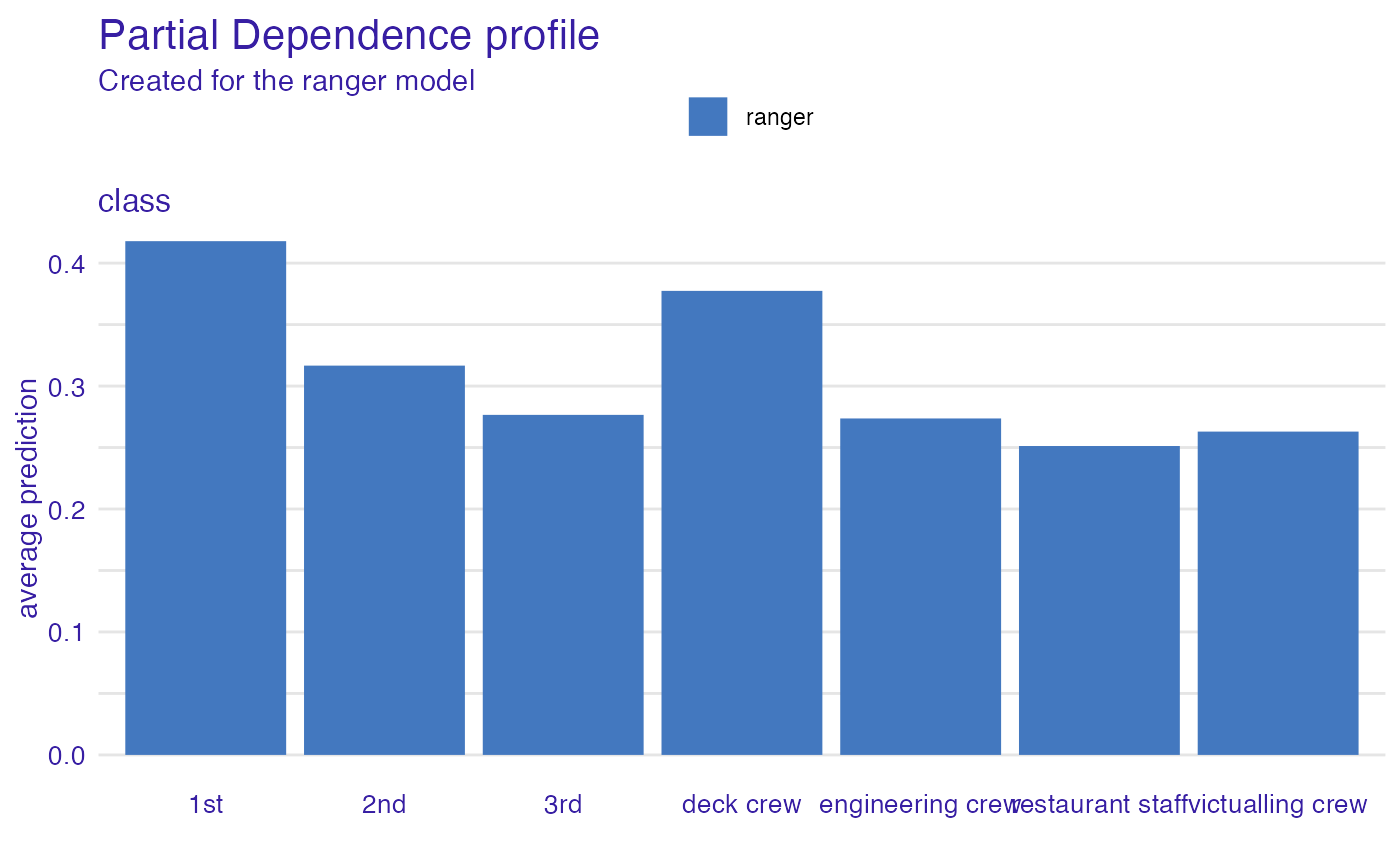 Partial Dependence profile
Created for the ranger model
ranger
class
average prediction
0.4
0.3
0.2
0.1
0.0
1st 2nd 3rd deck crew engineering crew restaurant staff victualling crew